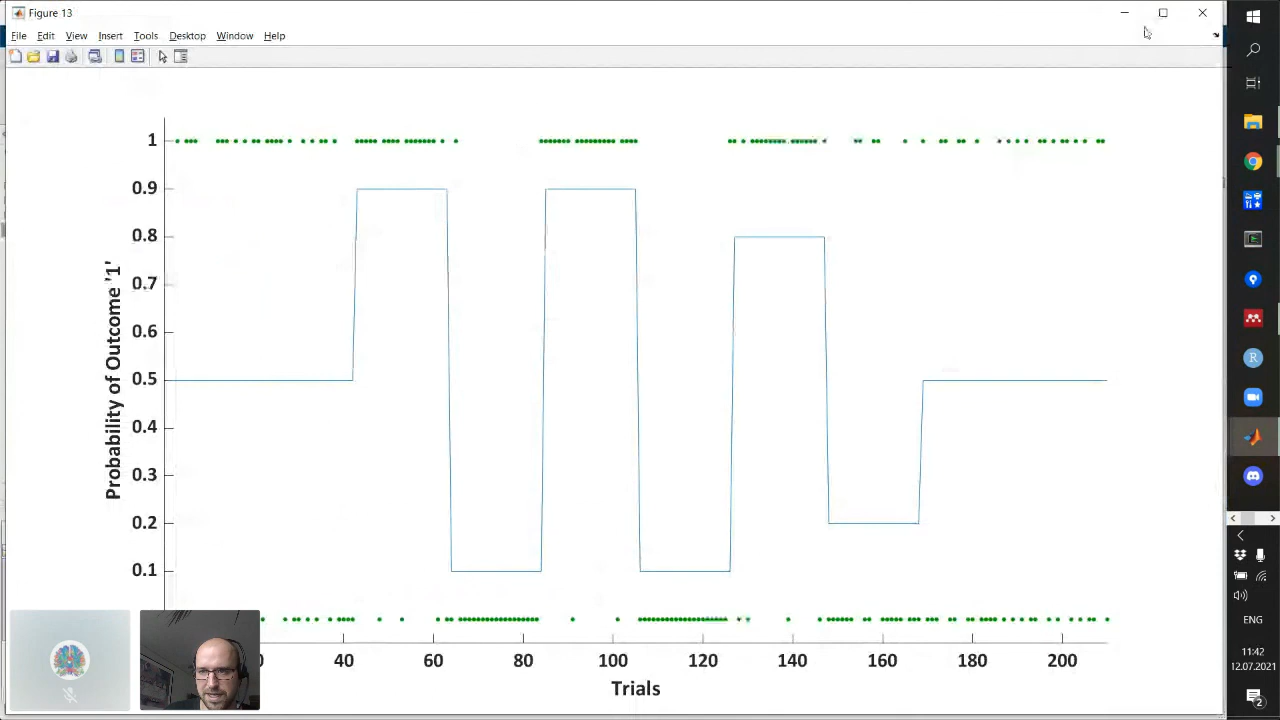 Figure 13
File Edit View Insert Tools Desktop Window Help
1
0.9
0.8
0.7
0.6
0.5
0.4
0.3
0.2
0.1
Probability of Outcome '1'
0 40 60 80 100 120 140 160 180 200
Trials
R
ENG
11:42
12.07.2021
2